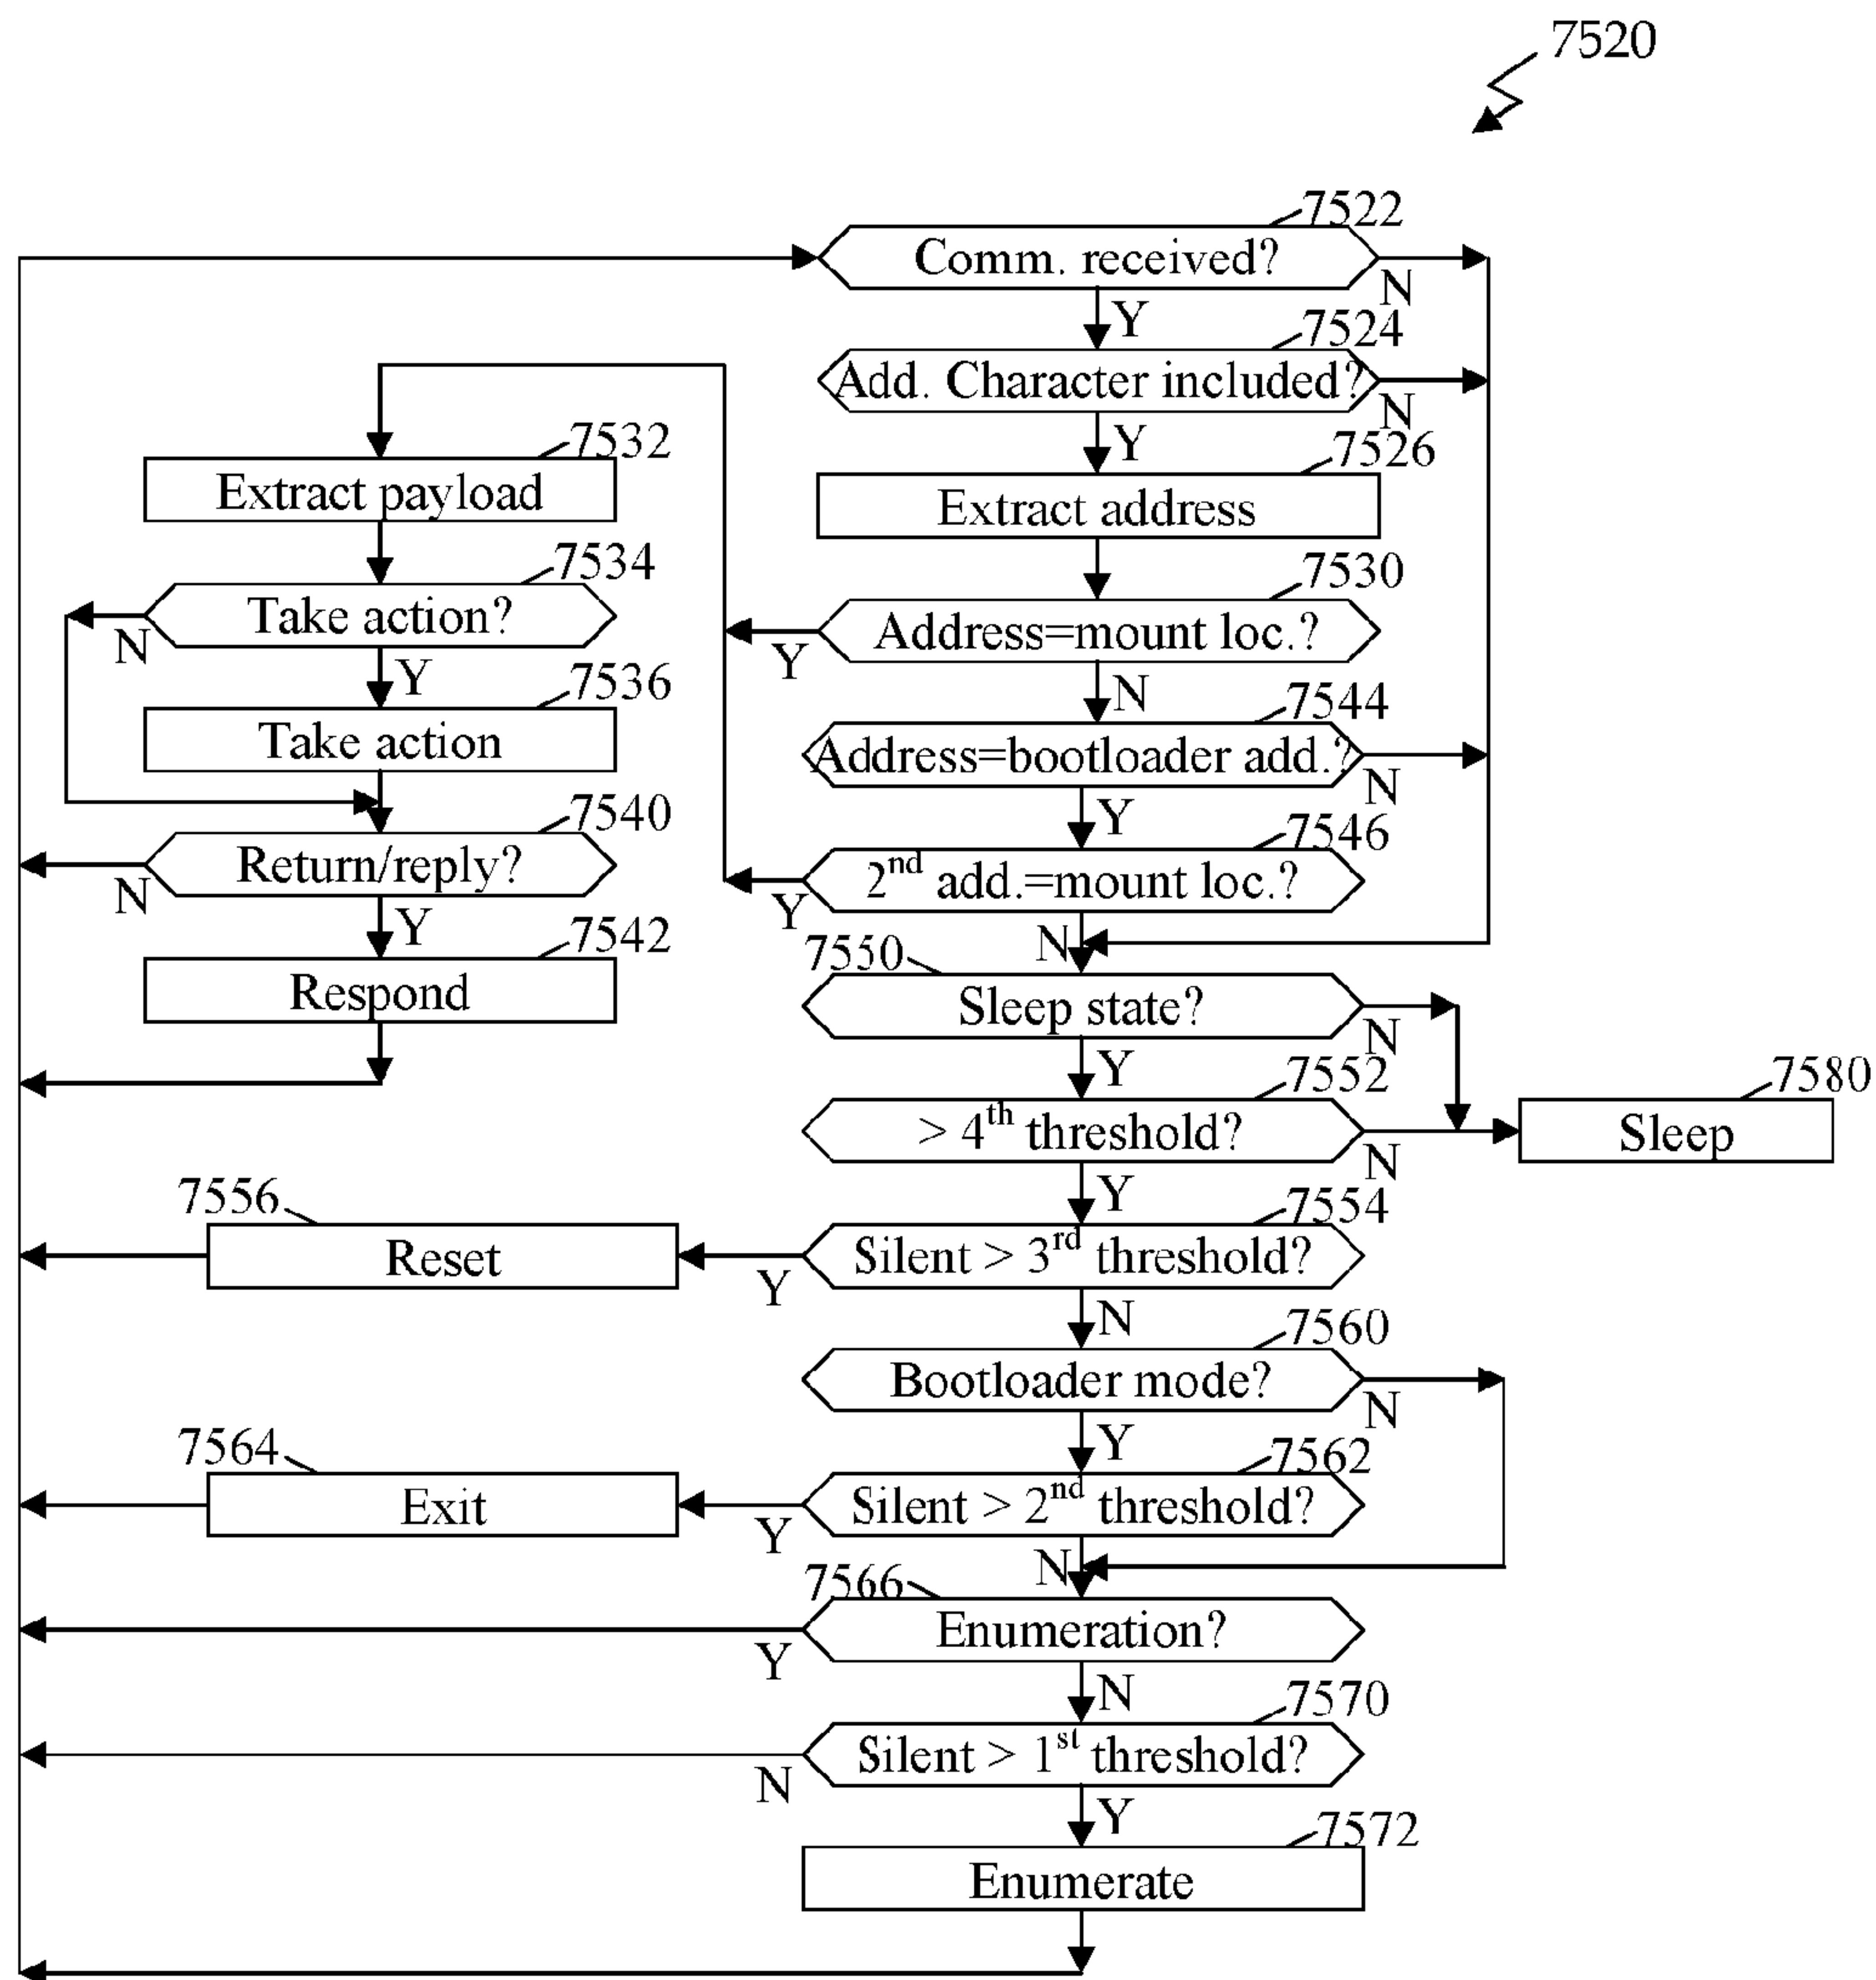 7520
7522
Comm. received?
N
Y
7524
Add. Character included?
N
Y
7526
Extract address
7530
Address=mount loc.?
Y
N
7544
Address=bootloader add.?
N
Y
7546
2nd add.=mount loc.?
Y
N
7532
Extract payload
7534
Take action?
N
Y
7536
Take action
7540
Return/reply?
N
Y
7542
Respond
7550
Sleep state?
N
Y
7552
> 4th threshold?
N
Y
7580
Sleep
7554
Silent > 3rd threshold?
Y
N
7556
Reset
7560
Bootloader mode?
N
Y
7562
Silent > 2nd threshold?
Y
N
7564
Exit
7566
Enumeration?
Y
N
7570
Silent > 1st threshold?
N
Y
7572
Enumerate